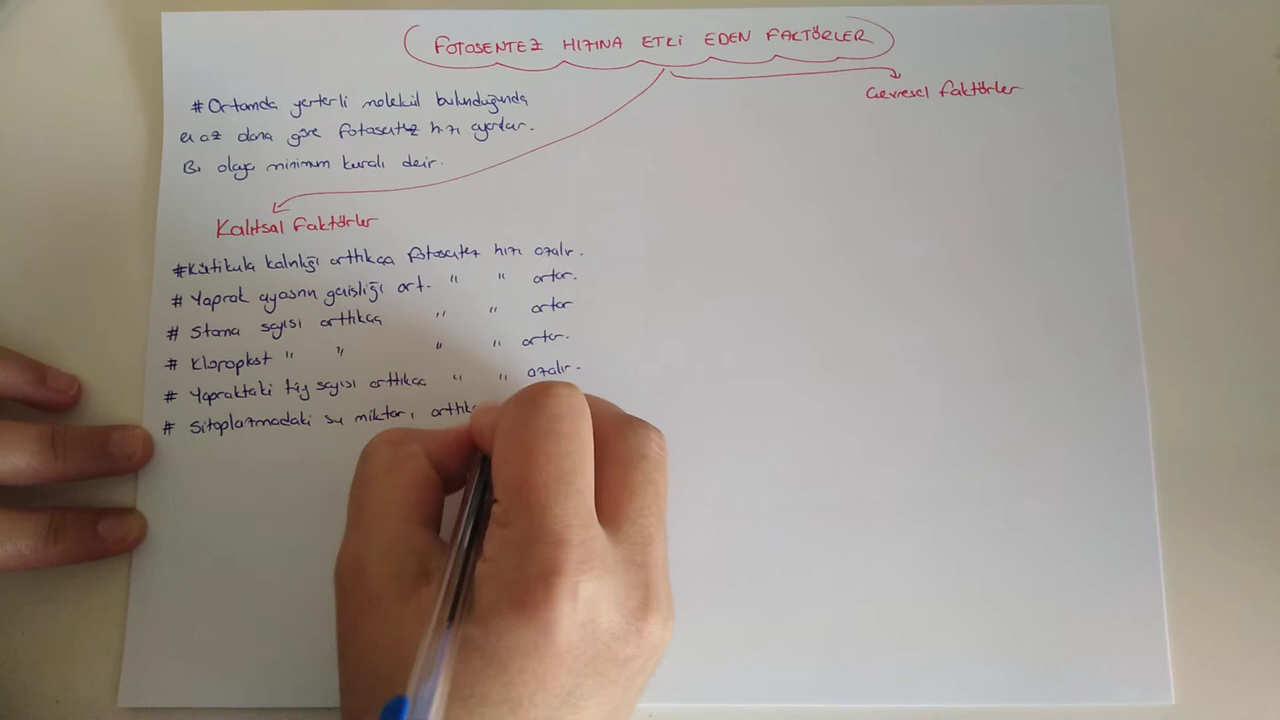 FOTOSENTEZ HIZINA ETKİ EDEN FAKTÖRLER
Çevresel Faktörler
# Ortamda yeterli molekül bulunduğunda
en az olana göre fotosentez hızı ayarlar.
Bu olaya minimum kuralı denir.
Kalıtsal Faktörler
# Kütikula kalınlığı arttıkça fotosentez hızı azalır.
# Yaprak ayasının genişliği art. " " artar.
# Stoma sayısı arttıkça " " artar
# Kloroplast " " " " artar.
# Yapraktaki tüy sayısı arttıkça " " azalır.
# Sitoplazmadaki su miktarı arttık